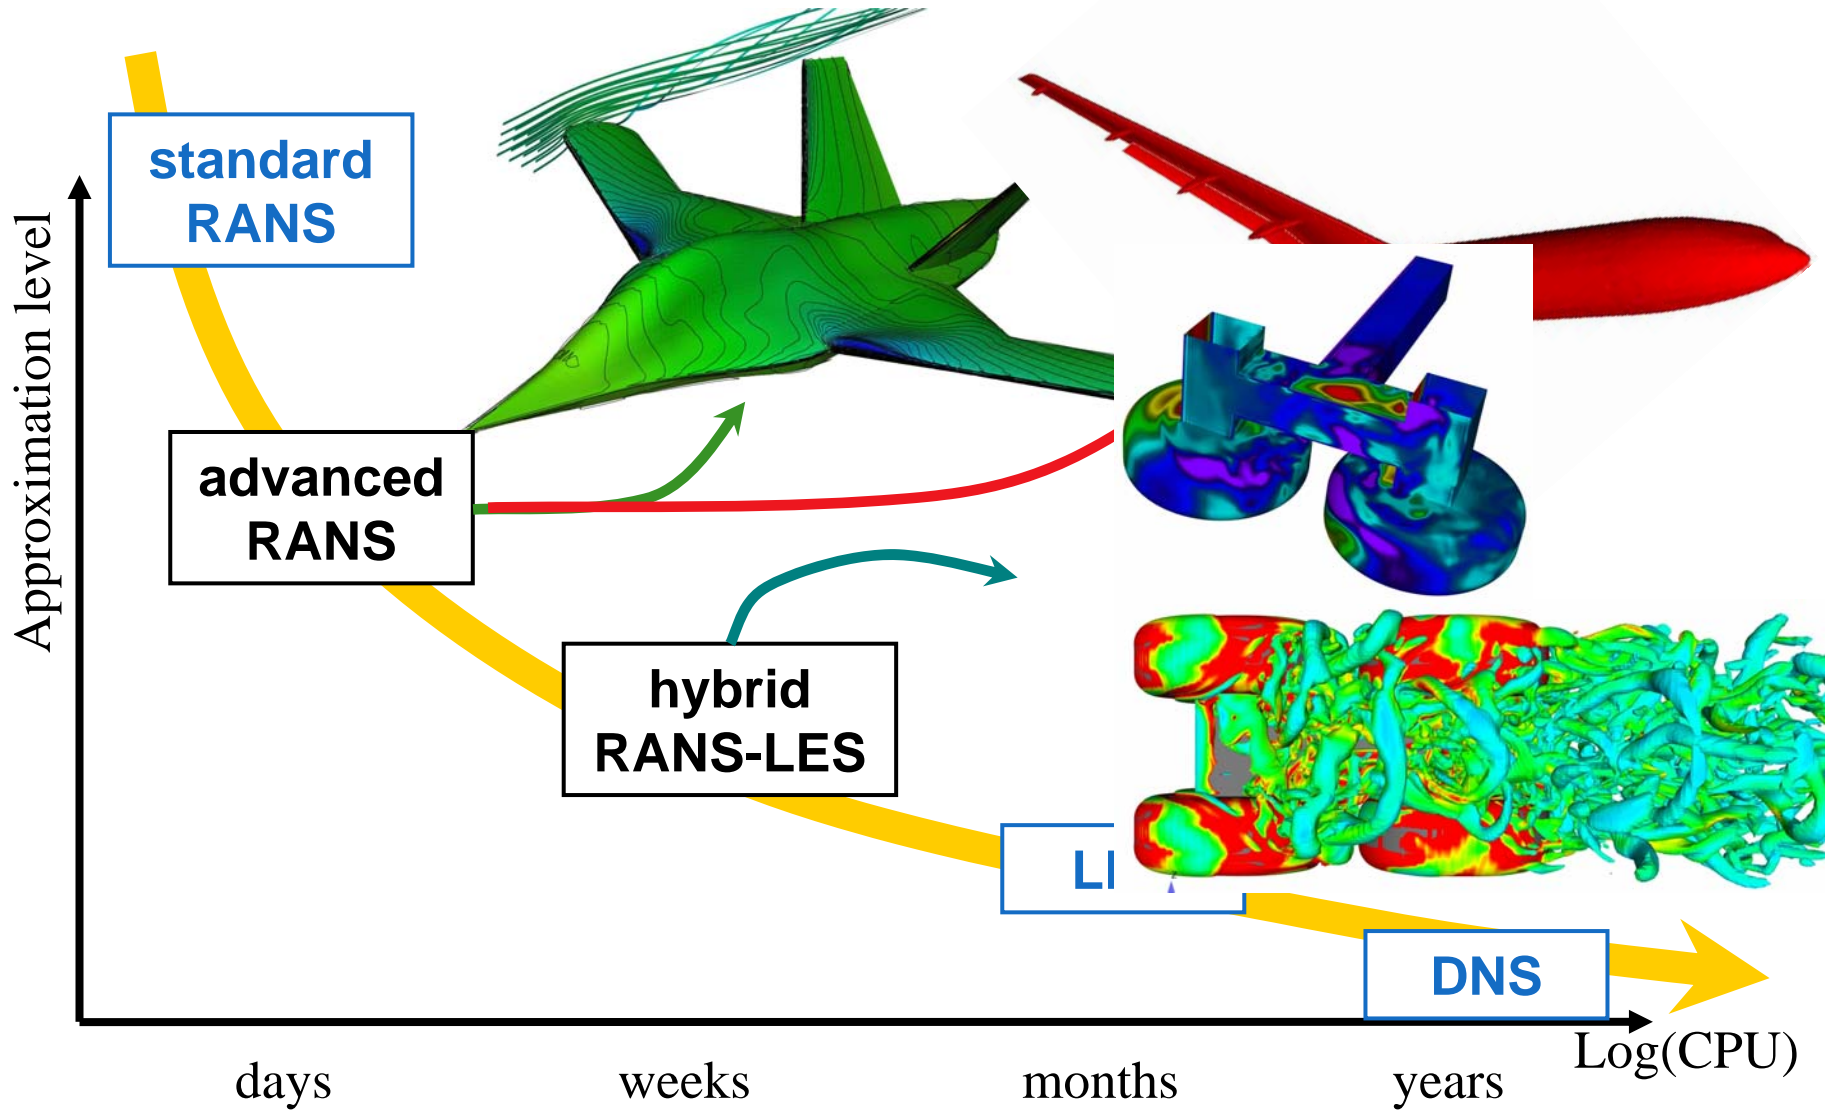 standard
RANS
Approximation level
advanced
RANS
hybrid
RANS-LES
DNS
Log(CPU)
days
weeks
months
years